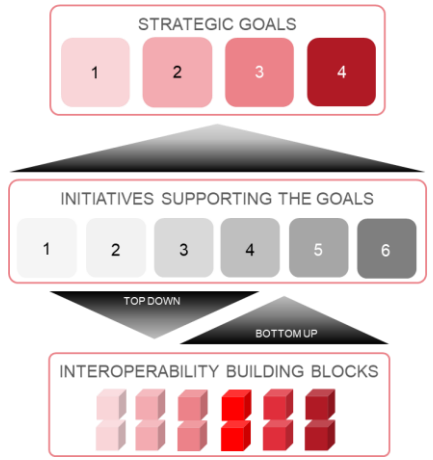 STRATEGIC GOALS
1 2 3 4
INITIATIVES SUPPORTING THE GOALS
1 2 3 4 5 6
TOP DOWN
BOTTOM UP
INTEROPERABILITY BUILDING BLOCKS